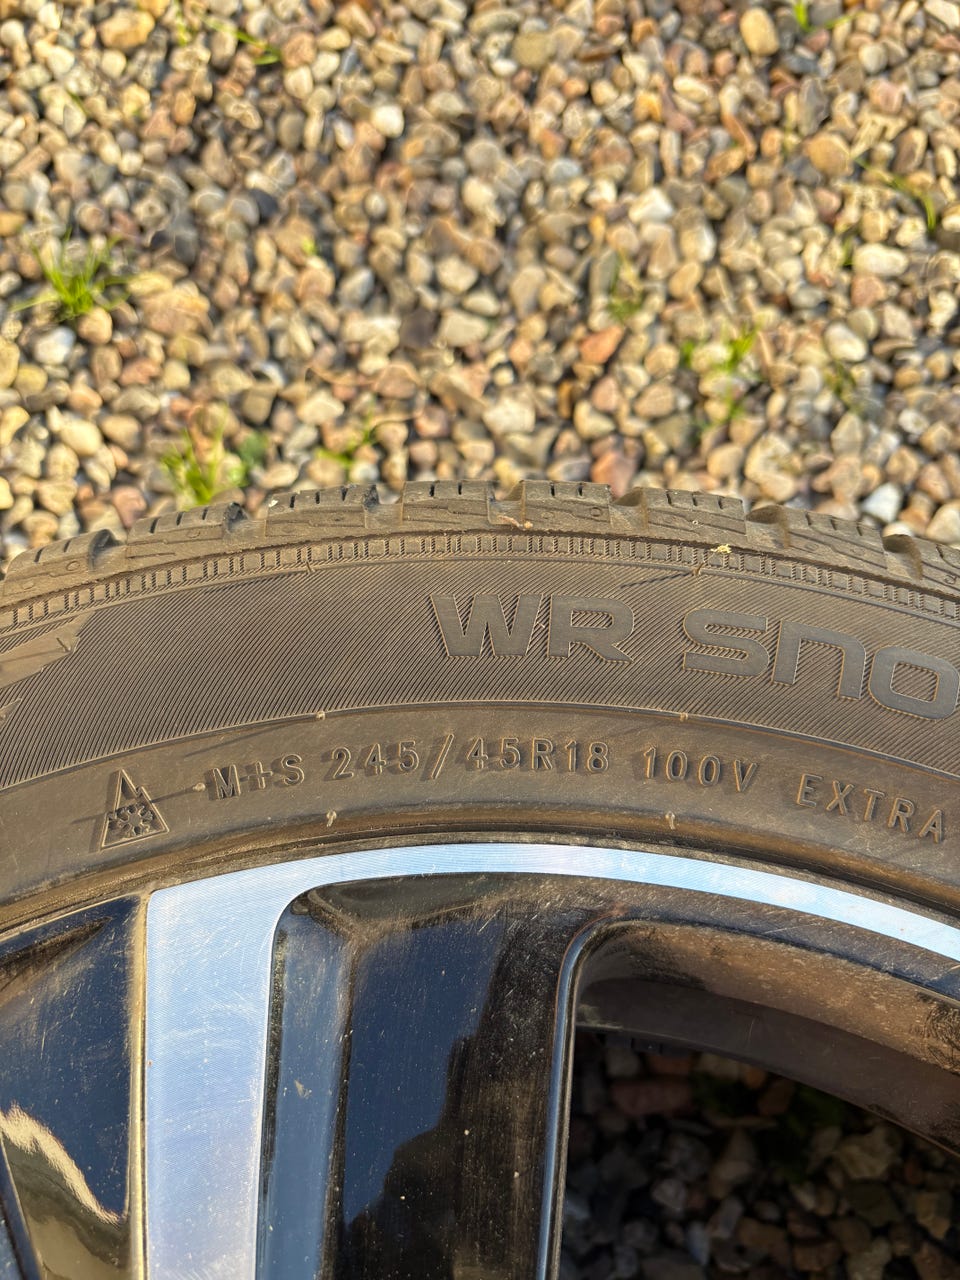 WR SNO
M+S 245/45R18 100V EXTRA